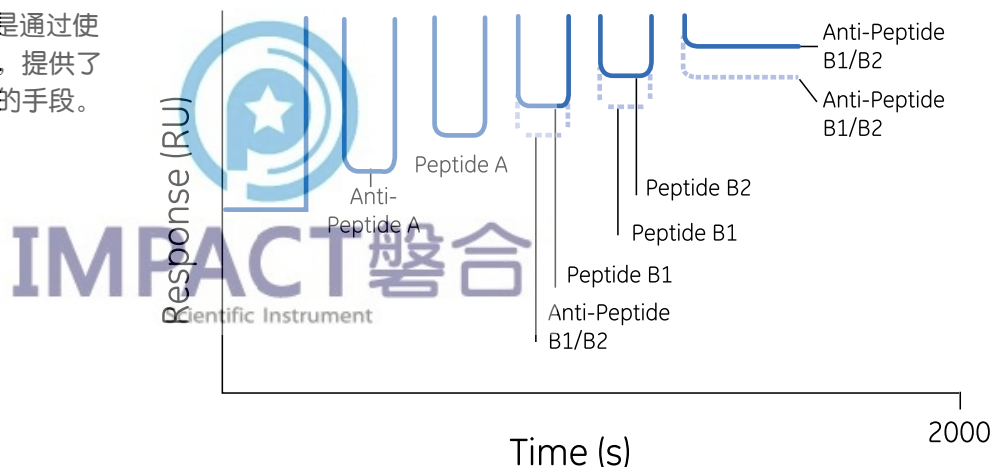 是通过使
，提供了
的手段。
Response (RU)
Anti-Peptide
B1/B2
Anti-Peptide
B1/B2
Peptide A
Anti-
Peptide A
Peptide B2
Peptide B1
Peptide B1
Anti-Peptide
B1/B2
IMPACT磐合
Scientific Instrument
2000
Time (s)